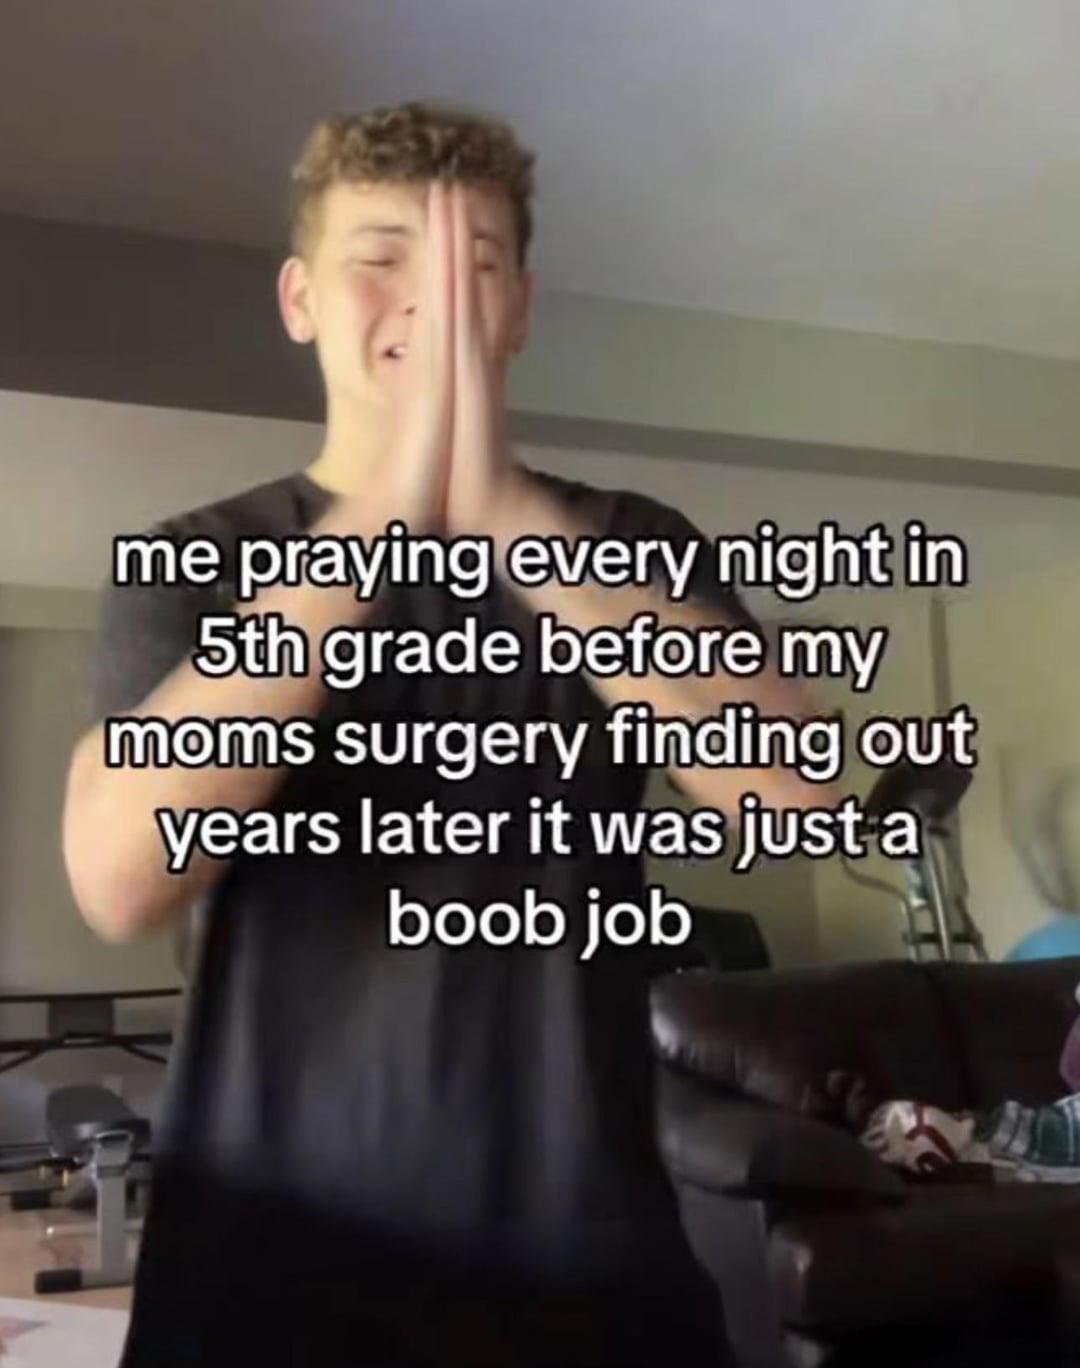 me praying every night in
5th grade before my
moms surgery finding out
years later it was just a
boob job